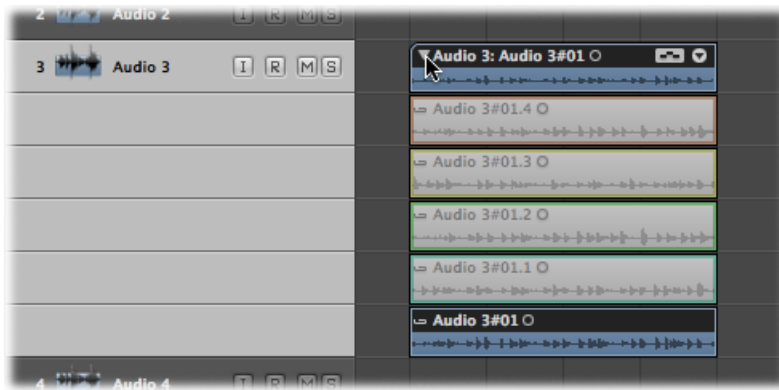 2 Audio 2 I R M S
3 Audio 3 I R M S
Audio 3: Audio 3#01
Audio 3#01.4
Audio 3#01.3
Audio 3#01.2
Audio 3#01.1
Audio 3#01
4 Audio 4 I R M S